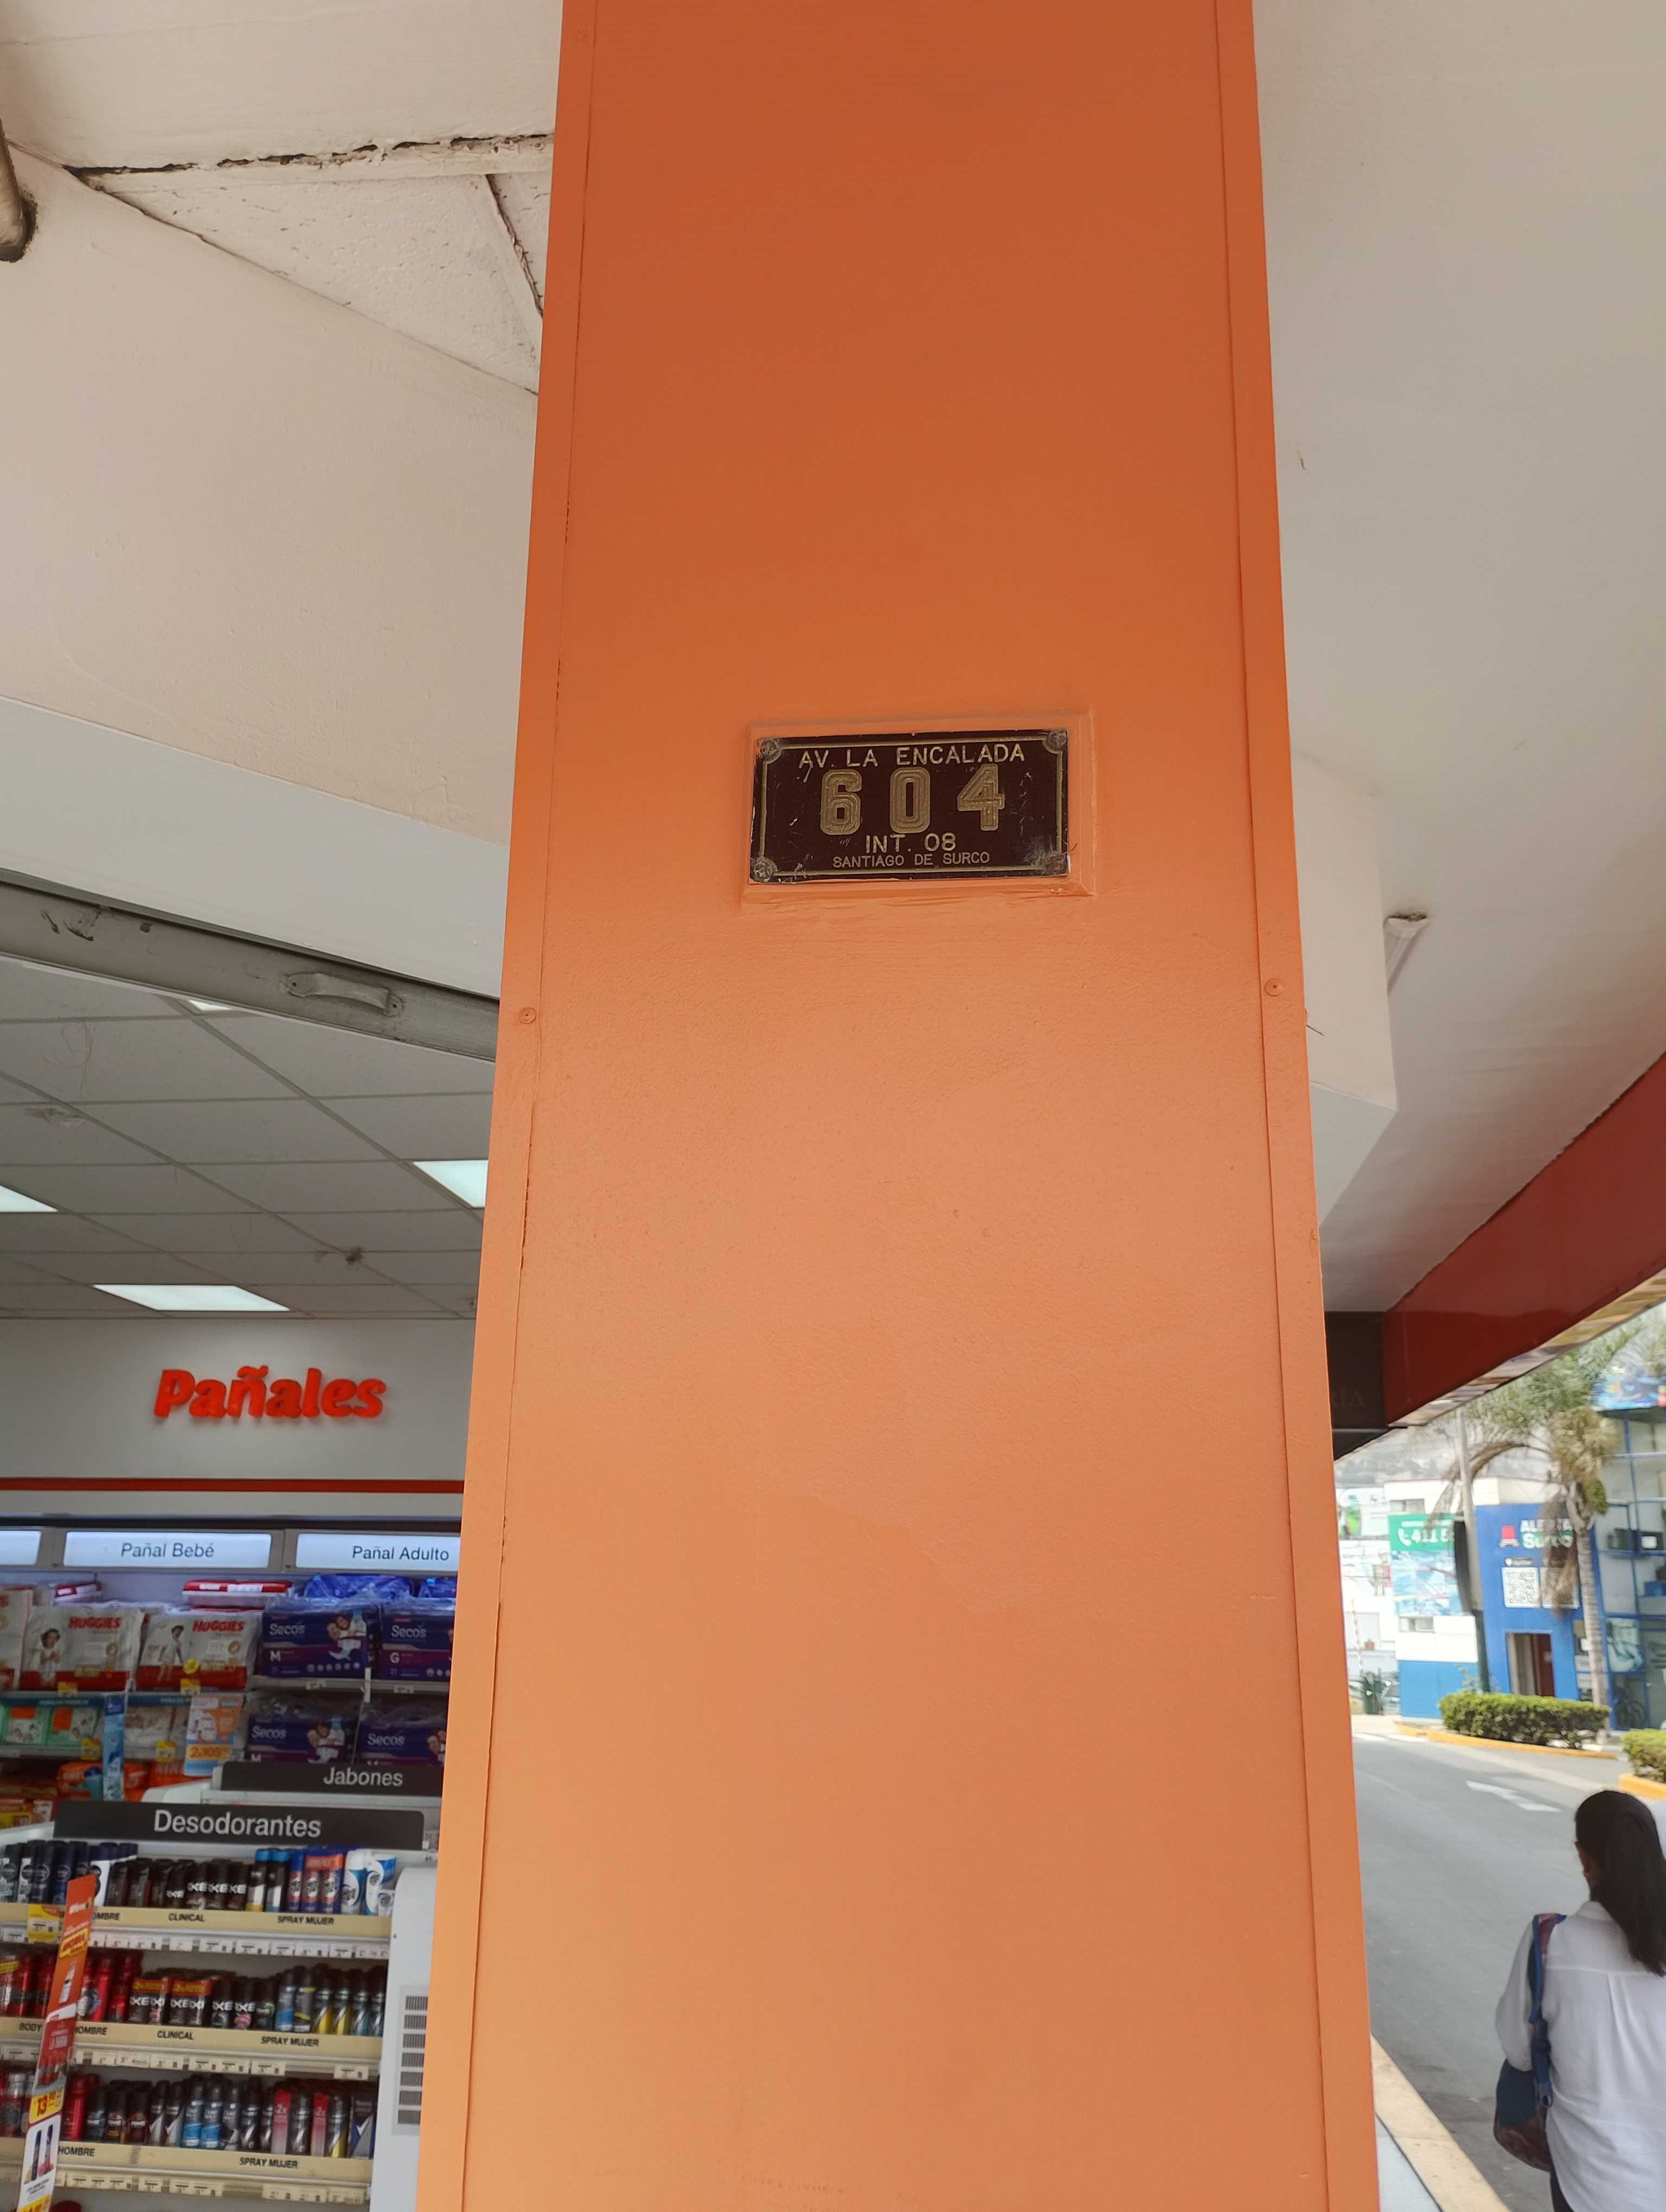 AV. LA ENCALADA
604
INT. 08
SANTIAGO DE SURCO
Pañales
Pañal Bebé
Pañal Adulto
HUGGIES
HUGGIES
Secos
M
Secos
G
Secos
M
Secos
Jabones
Desodorantes
CLINICAL
SPRAY MUJER
BODY
HOMBRE
CLINICAL
SPRAY MUJER
HOMBRE
SPRAY MUJER